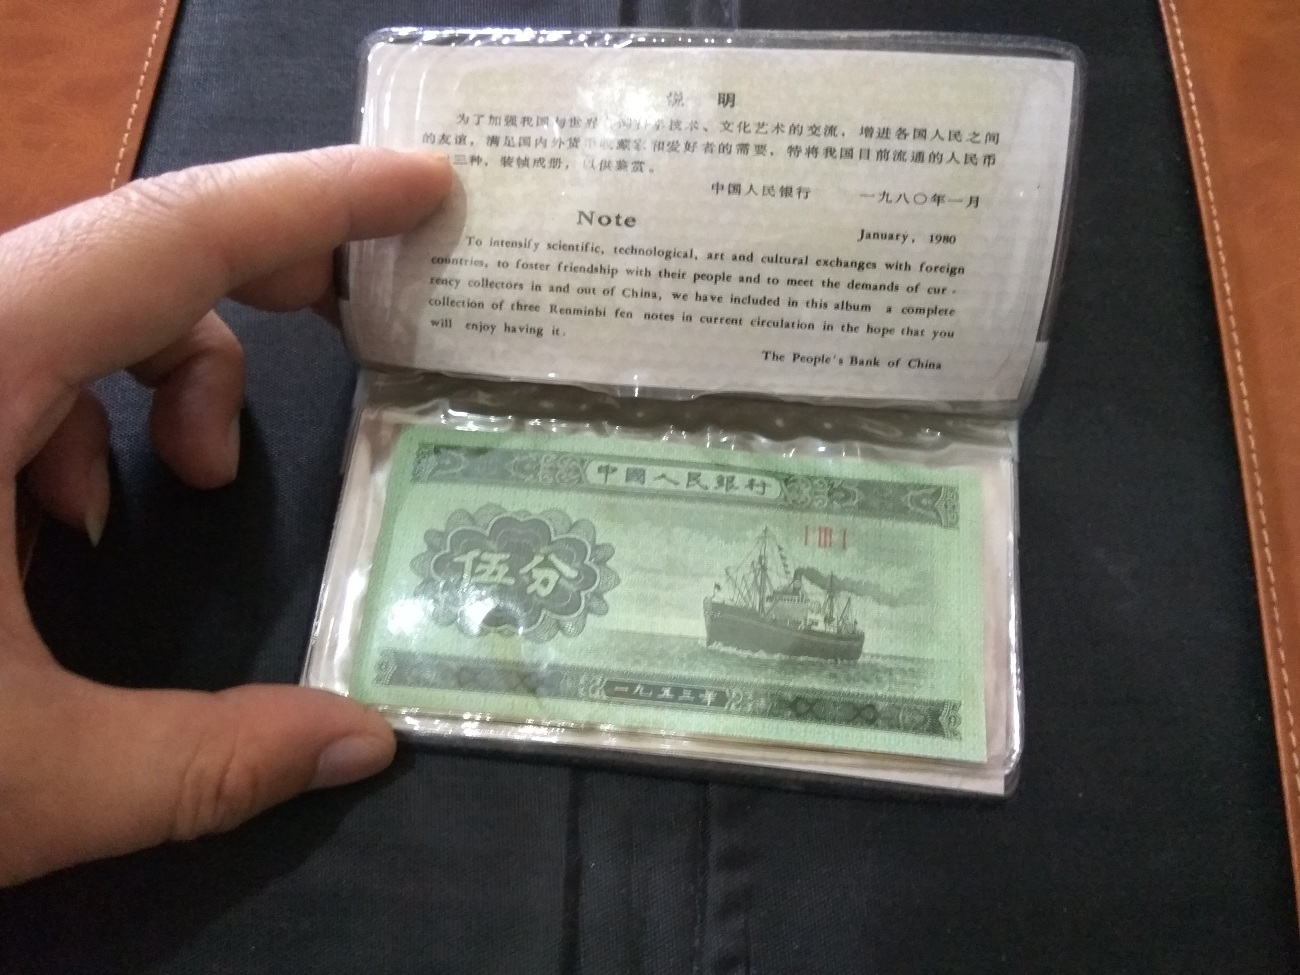 说 明
为了加强我国与世界 科学技术、文化艺术的交流，增进各国人民之间
的友谊，满足国内外货币收藏家和爱好者的需要，特将我国目前流通的人民币
三种，装帧成册，以供鉴赏。
中国人民银行 一九八〇年一月
Note
January, 1980
To intensify scientific, technological, art and cultural exchanges with foreign
countries, to foster friendship with their people and to meet the demands of cur-
rency collectors in and out of China, we have included in this album a complete
collection of three Renminbi fen notes in current circulation in the hope that you
will enjoy having it.
The People's Bank of China
中國人民銀行
I III I
伍分
一九五三年